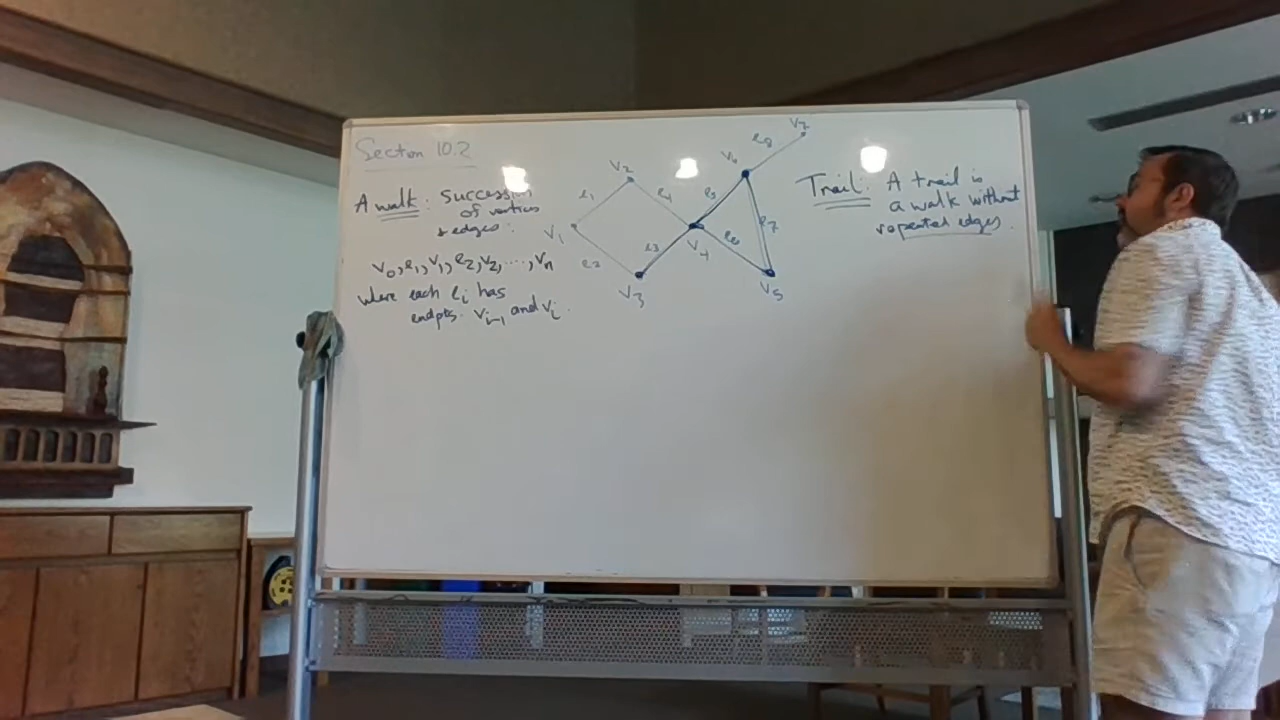 Section 10.2
A walk: succession
of vertices
& edges.
v₀, e₁, v₁, e₂, v₂, ...., vₙ
where each eᵢ has
endpts. vᵢ₋₁ and vᵢ.
v₂
e₁
e₄
v₁
e₂
e₃
v₃
v₄
e₅
e₆
v₅
e₇
v₆
e₈
v₇
Trail: A trail is
a walk without
repeated edges.